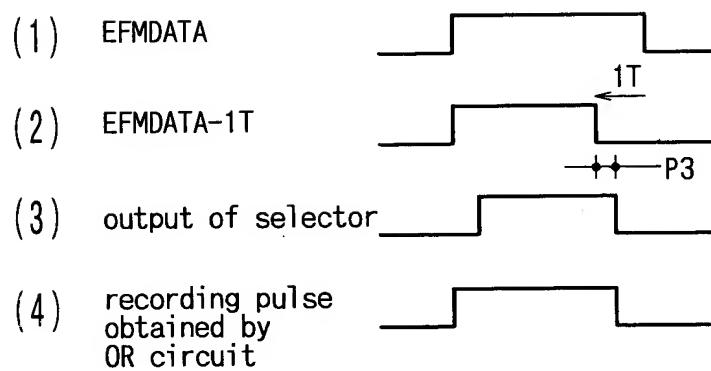 (1) EFMDATA
1T
(2) EFMDATA-1T
P3
(3) output of selector
(4) recording pulse
obtained by
OR circuit